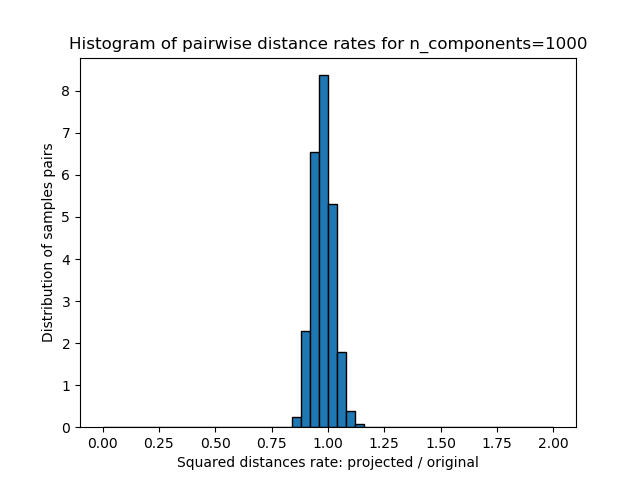 Histogram of pairwise distance rates for n_components=1000
Distribution of samples pairs
8
7
6
5
4
3
2
1
0
0.00 0.25 0.50 0.75 1.00 1.25 1.50 1.75 2.00
Squared distances rate: projected / original